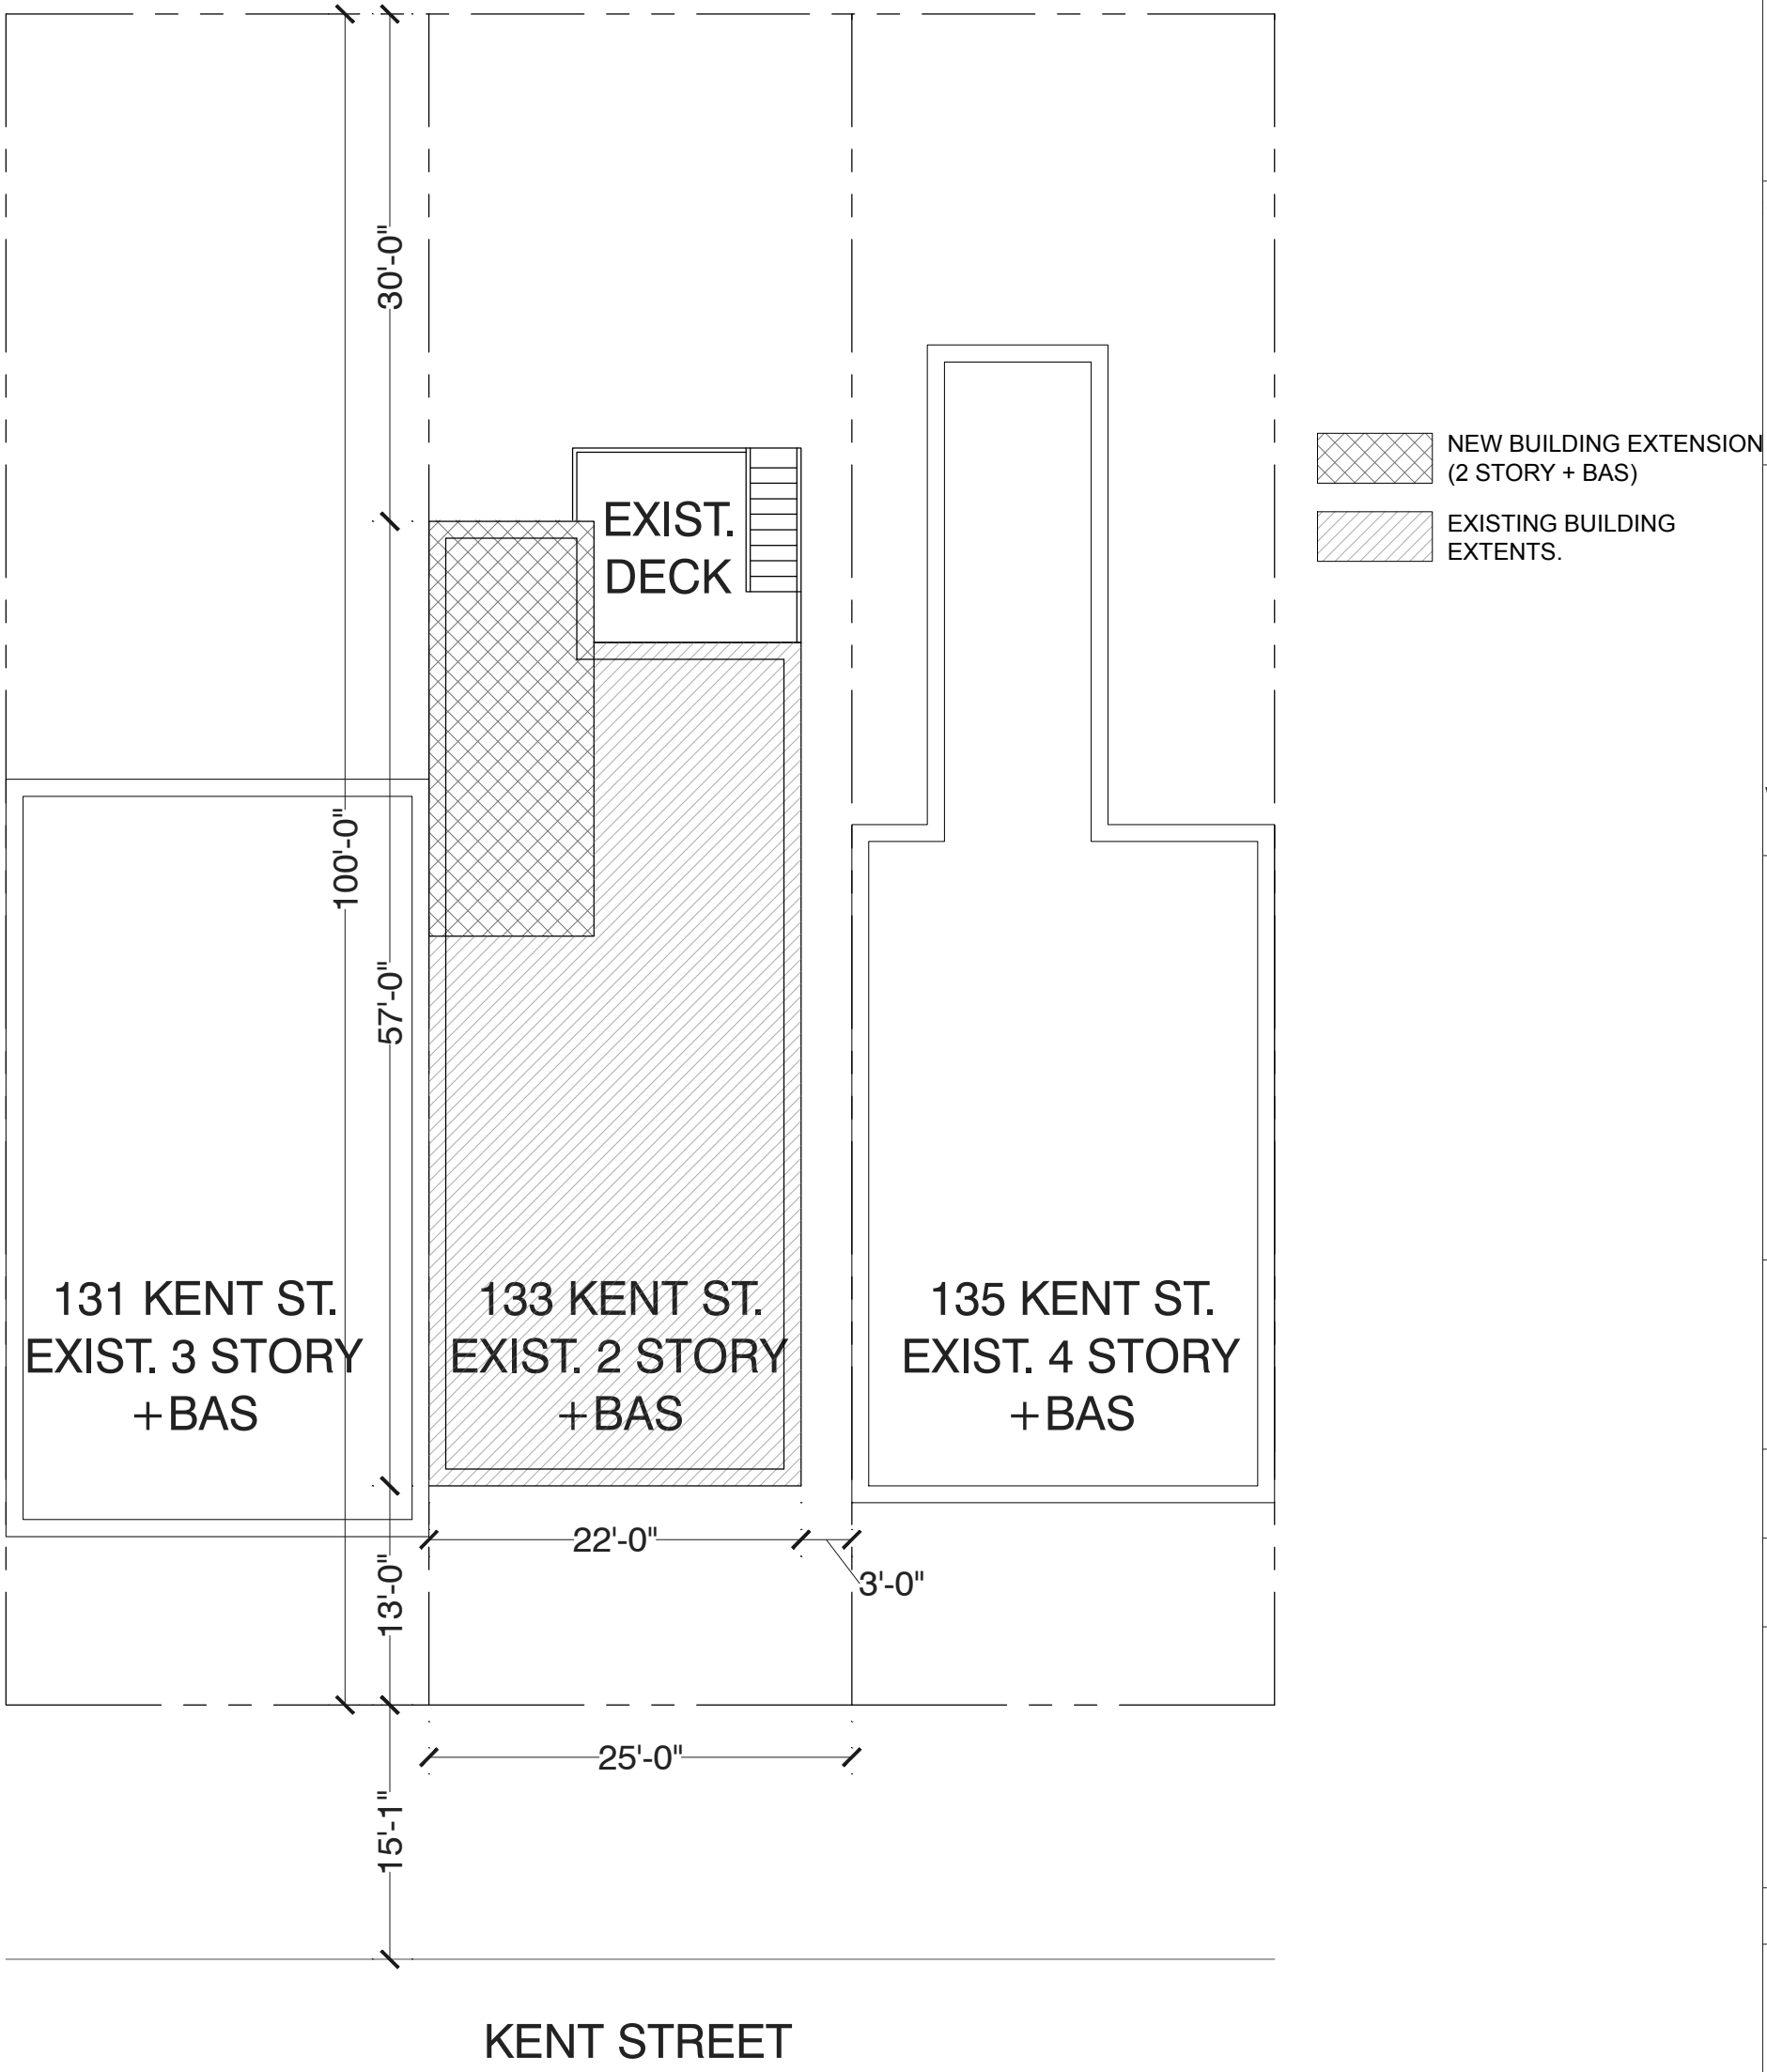 30'-0"
NEW BUILDING EXTENSION
(2 STORY + BAS)
EXIST.
DECK
EXISTING BUILDING
EXTENTS.
100'-0"
57'-0"
131 KENT ST.
EXIST. 3 STORY
+BAS
133 KENT ST.
EXIST. 2 STORY
+BAS
135 KENT ST.
EXIST. 4 STORY
+BAS
22'-0"
3'-0"
13'-0"
25'-0"
15'-1"
KENT STREET